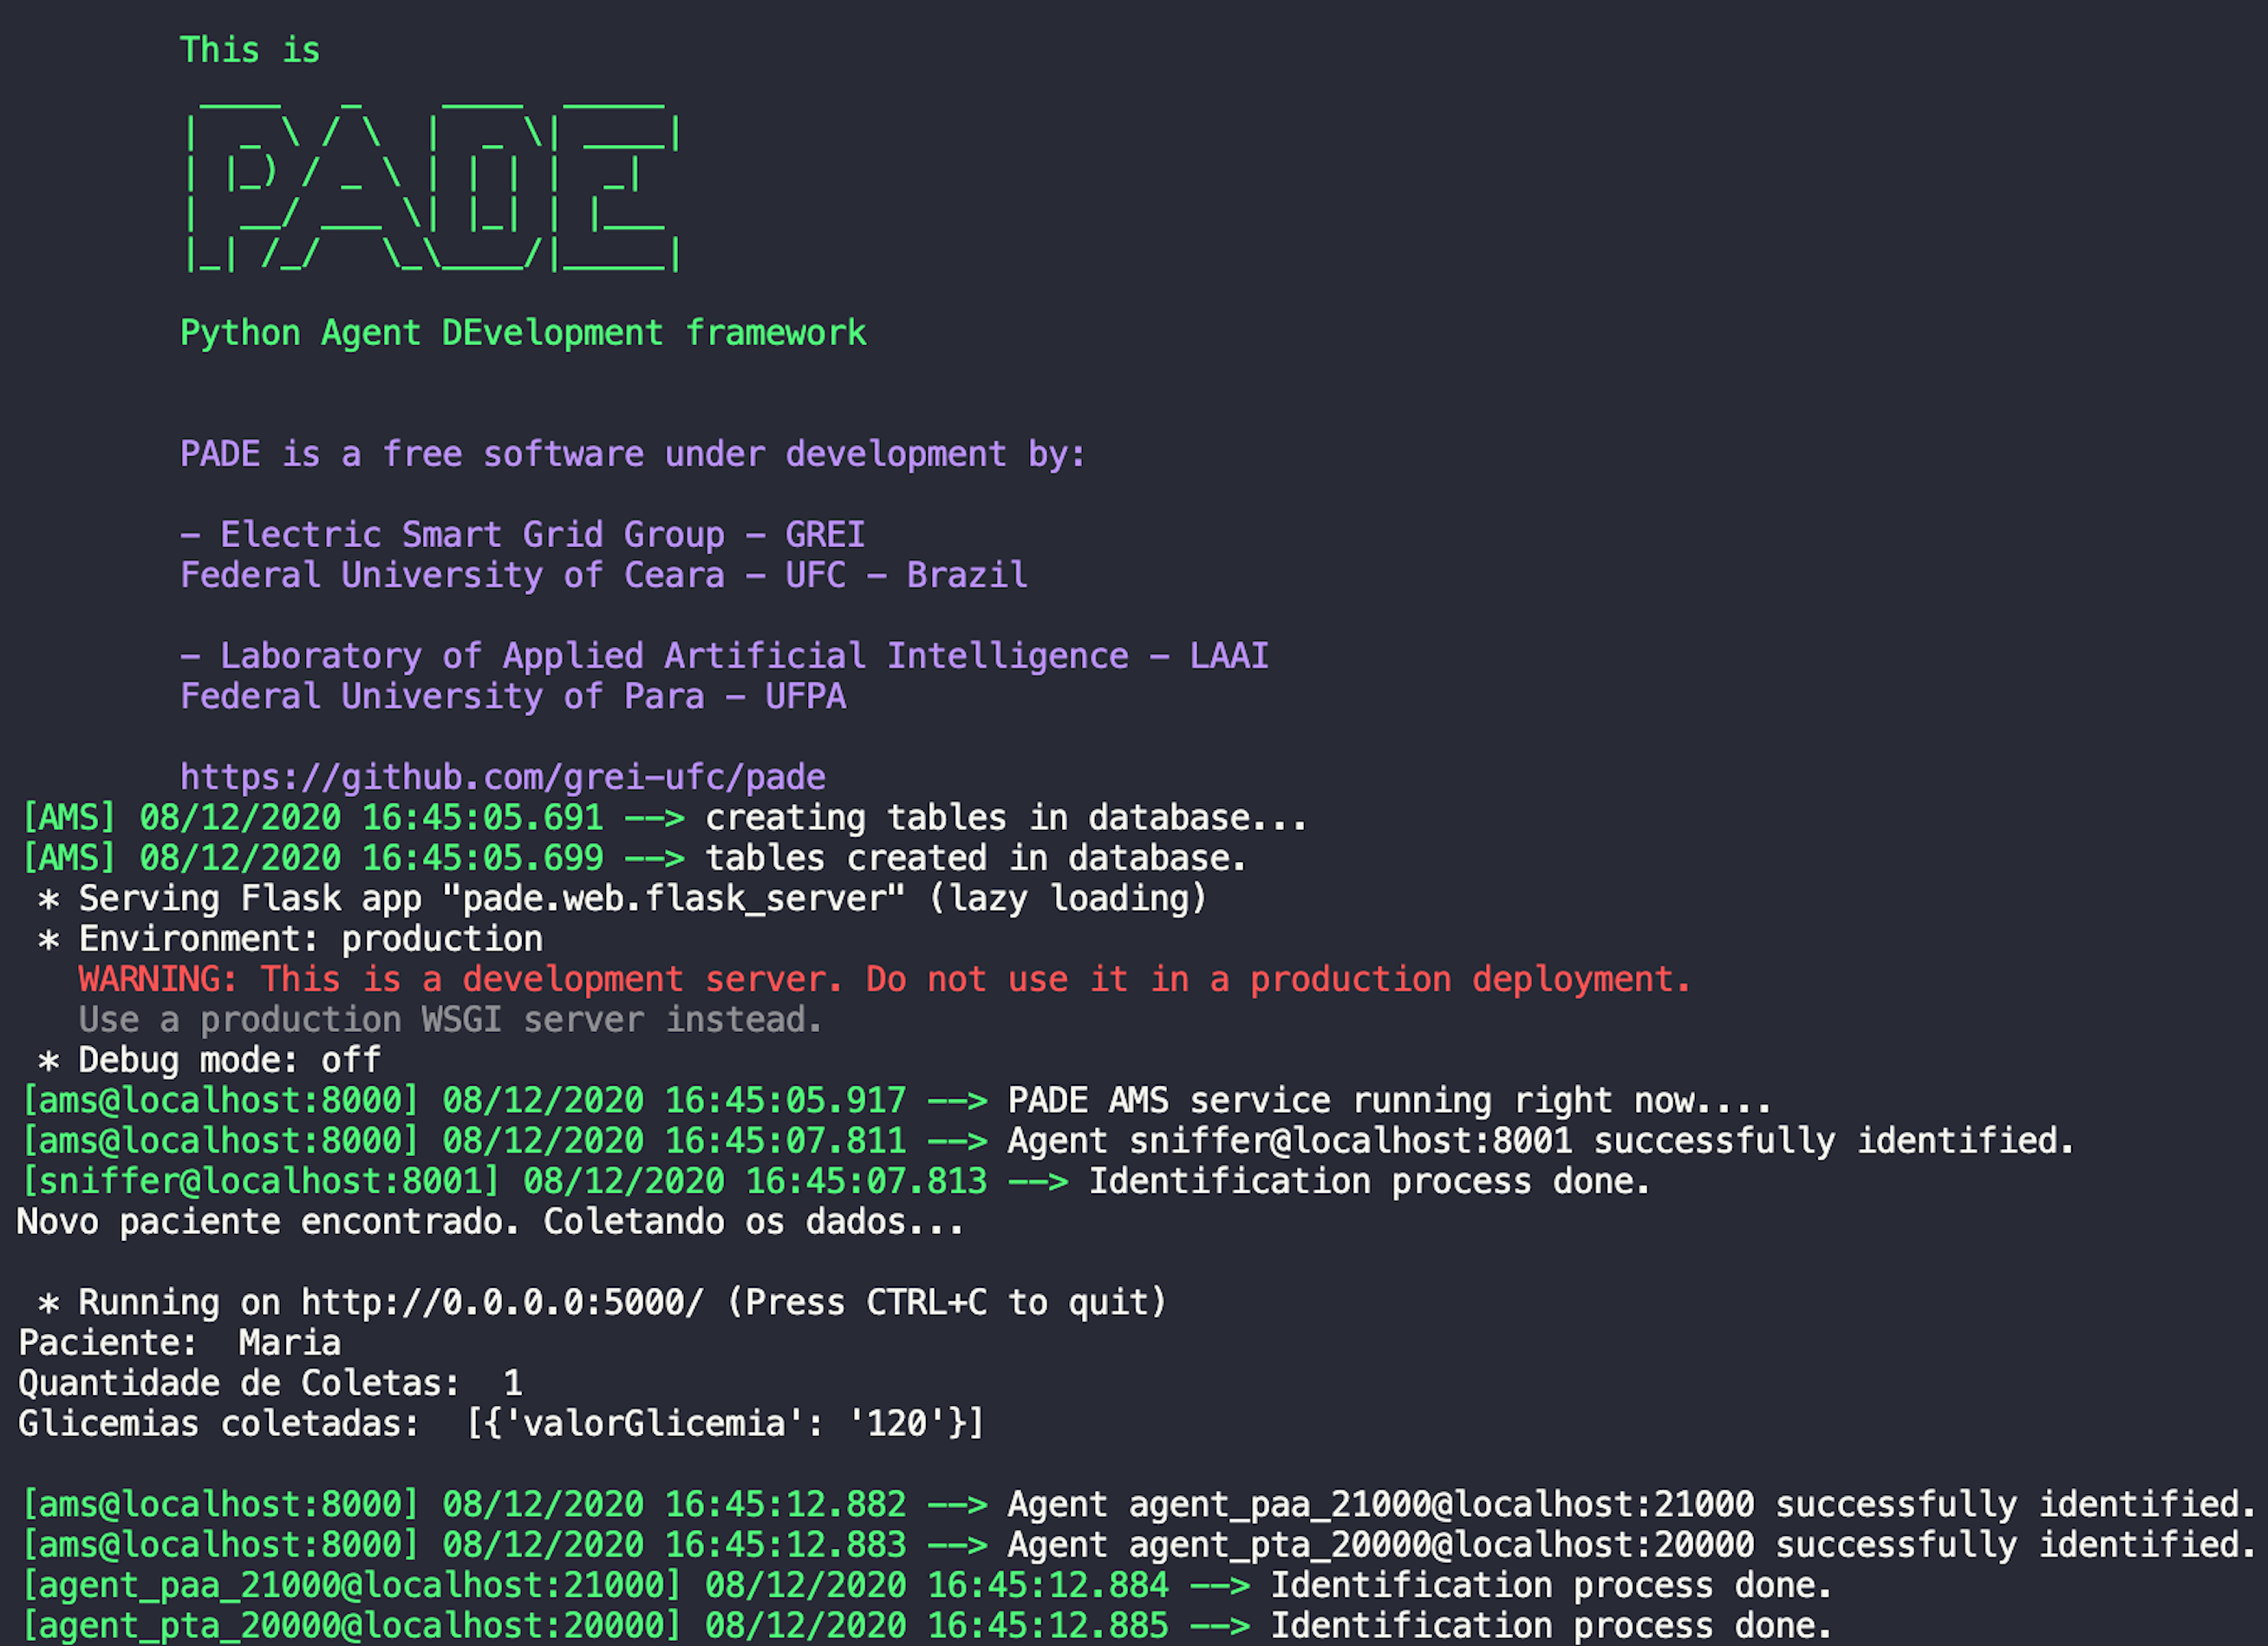 This is
PADE
Python Agent DEvelopment framework
PADE is a free software under development by:
– Electric Smart Grid Group – GREI
Federal University of Ceara – UFC – Brazil
– Laboratory of Applied Artificial Intelligence – LAAI
Federal University of Para – UFPA
https://github.com/grei-ufc/pade
[AMS] 08/12/2020 16:45:05.691 --> creating tables in database...
[AMS] 08/12/2020 16:45:05.699 --> tables created in database.
* Serving Flask app "pade.web.flask_server" (lazy loading)
* Environment: production
WARNING: This is a development server. Do not use it in a production deployment.
Use a production WSGI server instead.
* Debug mode: off
[ams@localhost:8000] 08/12/2020 16:45:05.917 --> PADE AMS service running right now....
[ams@localhost:8000] 08/12/2020 16:45:07.811 --> Agent sniffer@localhost:8001 successfully identified.
[sniffer@localhost:8001] 08/12/2020 16:45:07.813 --> Identification process done.
Novo paciente encontrado. Coletando os dados...
* Running on http://0.0.0.0:5000/ (Press CTRL+C to quit)
Paciente:  Maria
Quantidade de Coletas:  1
Glicemias coletadas:  [{'valorGlicemia': '120'}]
[ams@localhost:8000] 08/12/2020 16:45:12.882 --> Agent agent_paa_21000@localhost:21000 successfully identified.
[ams@localhost:8000] 08/12/2020 16:45:12.883 --> Agent agent_pta_20000@localhost:20000 successfully identified.
[agent_paa_21000@localhost:21000] 08/12/2020 16:45:12.884 --> Identification process done.
[agent_pta_20000@localhost:20000] 08/12/2020 16:45:12.885 --> Identification process done.